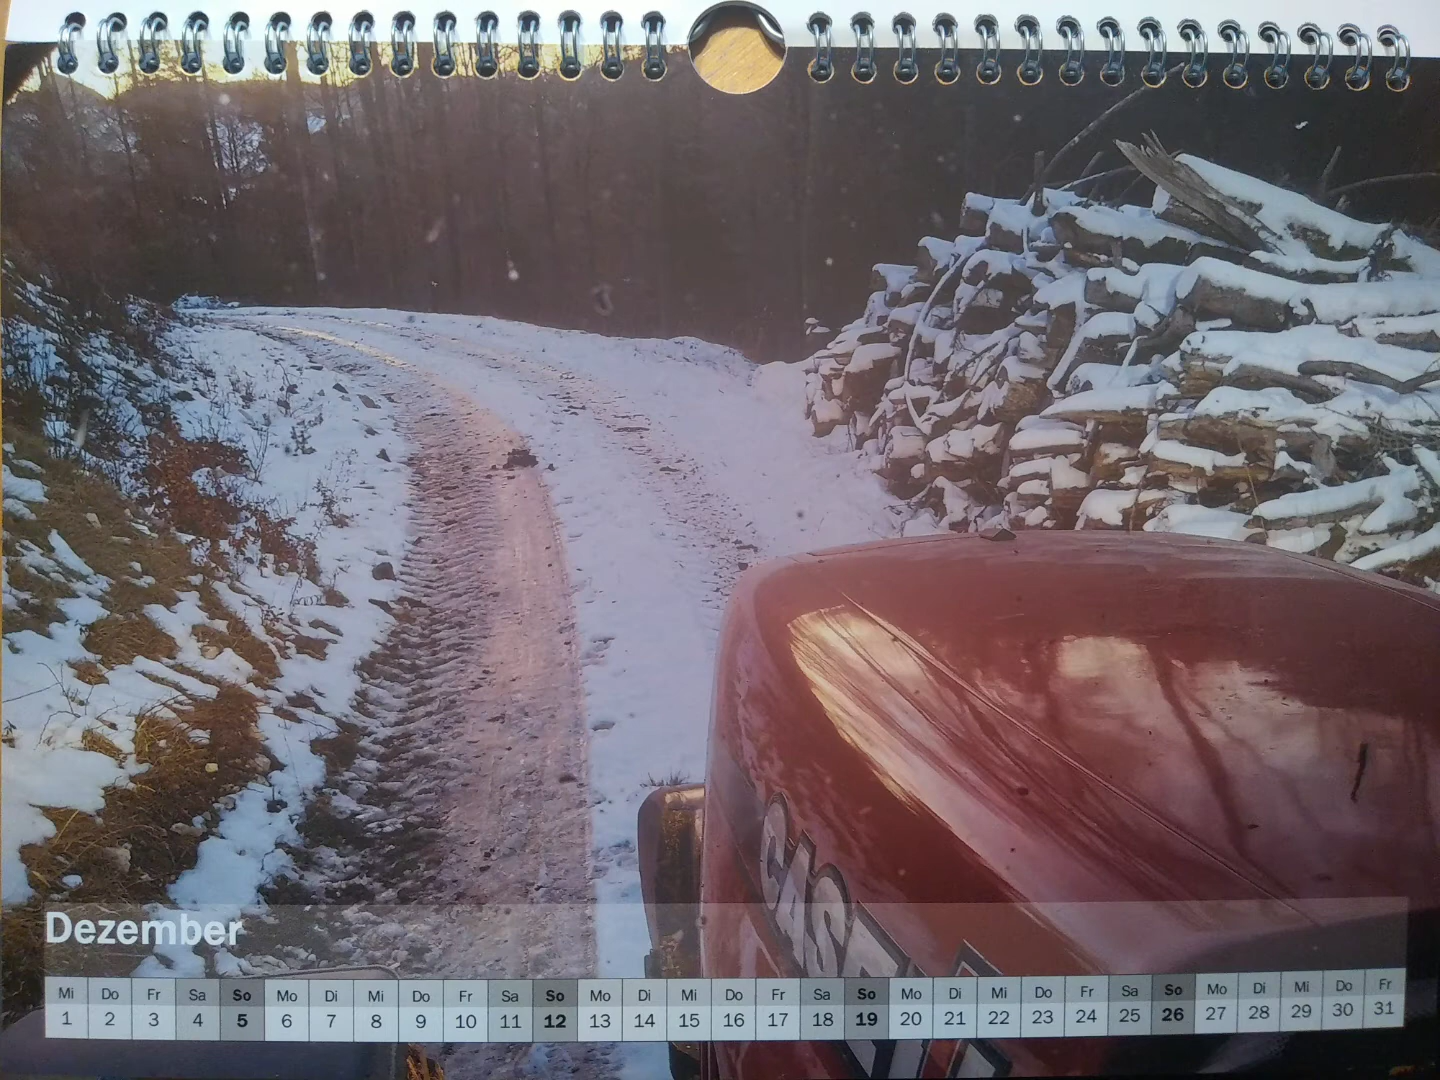 Dezember
Mi Do Fr Sa So Mo Di Mi Do Fr Sa So Mo Di Mi Do Fr Sa So Mo Di Mi Do Fr Sa So Mo Di Mi Do Fr
1 2 3 4 5 6 7 8 9 10 11 12 13 14 15 16 17 18 19 20 21 22 23 24 25 26 27 28 29 30 31
CASE